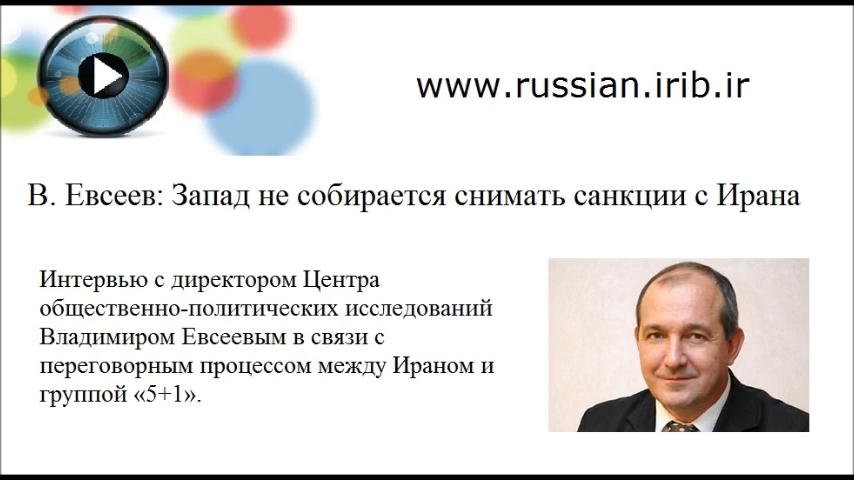 www.russian.irib.ir
В. Евсеев: Запад не собирается снимать санкции с Ирана
Интервью с директором Центра
общественно-политических исследований
Владимиром Евсеевым в связи с
переговорным процессом между Ираном и
группой «5+1».